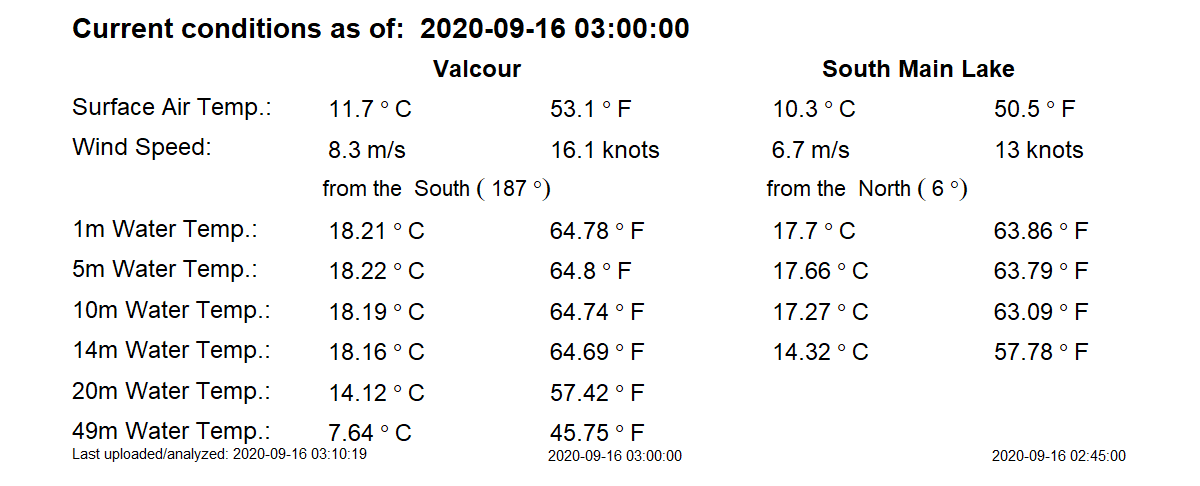 Current conditions as of: 2020-09-16 03:00:00
Valcour South Main Lake
Surface Air Temp.: 11.7 ° C 53.1 ° F 10.3 ° C 50.5 ° F
Wind Speed: 8.3 m/s 16.1 knots 6.7 m/s 13 knots
from the South ( 187 °) from the North ( 6 °)
1m Water Temp.: 18.21 ° C 64.78 ° F 17.7 ° C 63.86 ° F
5m Water Temp.: 18.22 ° C 64.8 ° F 17.66 ° C 63.79 ° F
10m Water Temp.: 18.19 ° C 64.74 ° F 17.27 ° C 63.09 ° F
14m Water Temp.: 18.16 ° C 64.69 ° F 14.32 ° C 57.78 ° F
20m Water Temp.: 14.12 ° C 57.42 ° F
49m Water Temp.: 7.64 ° C 45.75 ° F
Last uploaded/analyzed: 2020-09-16 03:10:19 2020-09-16 03:00:00 2020-09-16 02:45:00